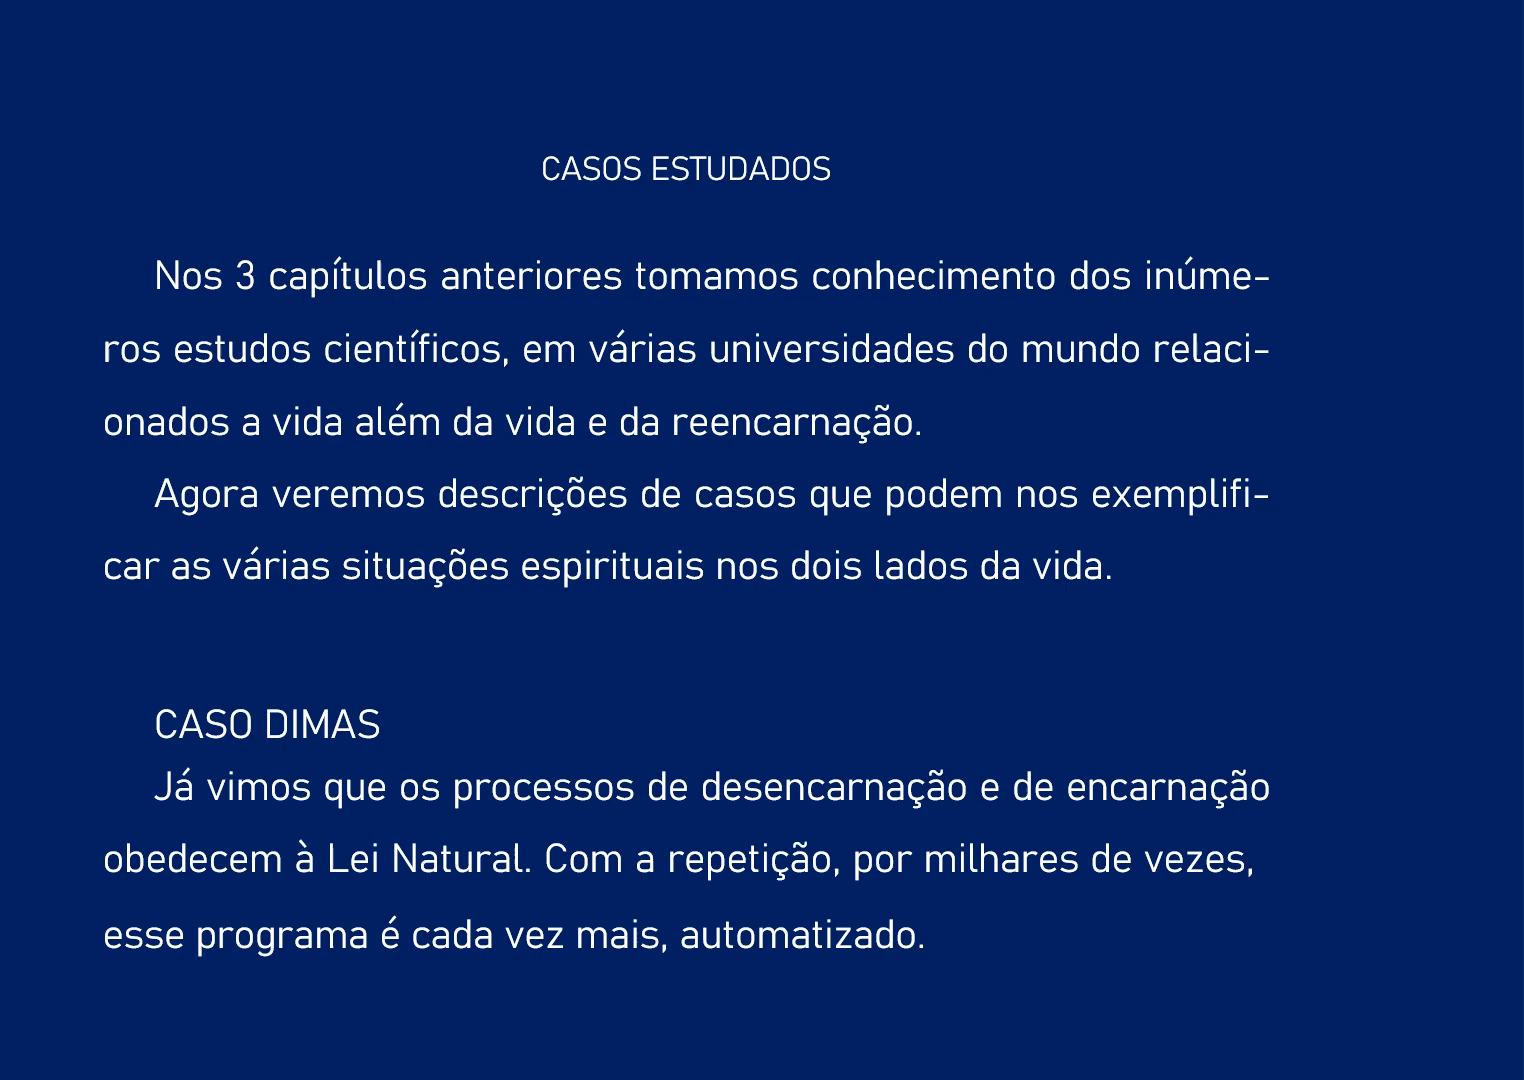 CASOS ESTUDADOS
Nos 3 capítulos anteriores tomamos conhecimento dos inúme-
ros estudos científicos, em várias universidades do mundo relaci-
onados a vida além da vida e da reencarnação.
Agora veremos descrições de casos que podem nos exemplifi-
car as várias situações espirituais nos dois lados da vida.
CASO DIMAS
Já vimos que os processos de desencarnação e de encarnação
obedecem à Lei Natural. Com a repetição, por milhares de vezes,
esse programa é cada vez mais, automatizado.